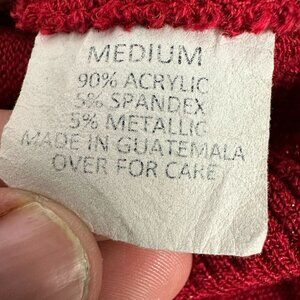 MEDIUM
90% ACRYLIC
5% SPANDEX
5% METALLIC
MADE IN GUATEMALA
OVER FOR CARE